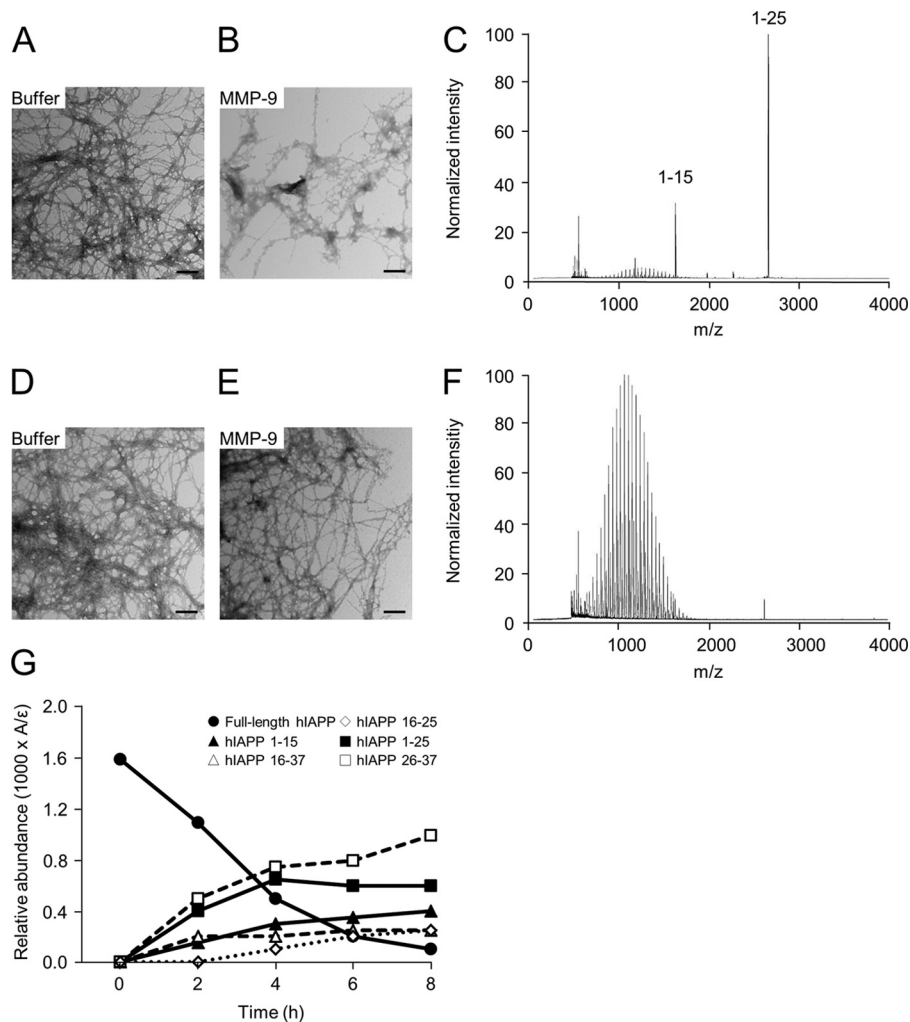 A
B
C
Buffer
MMP-9
Normalized intensity
100
80
60
40
20
0
1-15
1-25
0
1000
2000
3000
4000
m/z
D
E
F
Buffer
MMP-9
Normalized intensitiy
100
80
60
40
20
0
0
1000
2000
3000
4000
m/z
G
Relative abundance (1000 x A/ε)
2.0
1.6
1.2
0.8
0.4
0.0
Full-length hIAPP
hIAPP 16-25
hIAPP 1-15
hIAPP 1-25
hIAPP 16-37
hIAPP 26-37
0
2
4
6
8
Time (h)